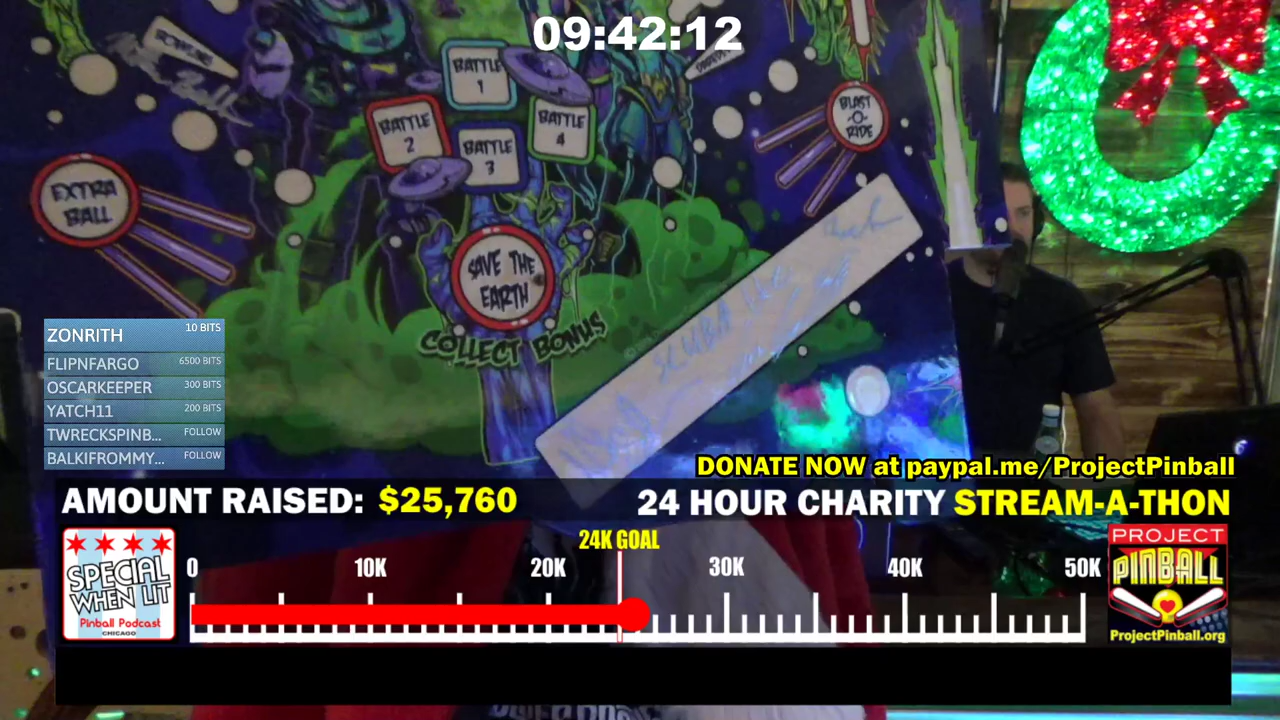 09:42:12
BATTLE
1
BATTLE
2
BATTLE
3
BATTLE
4
BLAST
-O-
RIDE
EXTRA
BALL
SAVE THE
EARTH
COLLECT BONUS
ZONRITH 10 BITS
FLIPNFARGO 6500 BITS
OSCARKEEPER 300 BITS
YATCH11 200 BITS
TWRECKSPINB... FOLLOW
BALKIFROMMY... FOLLOW
DONATE NOW at paypal.me/ProjectPinball
AMOUNT RAISED: $25,760
24 HOUR CHARITY STREAM-A-THON
24K GOAL
0 10K 20K 30K 40K 50K
SPECIAL
WHEN LIT
Pinball Podcast
CHICAGO
PROJECT
PINBALL
ProjectPinball.org